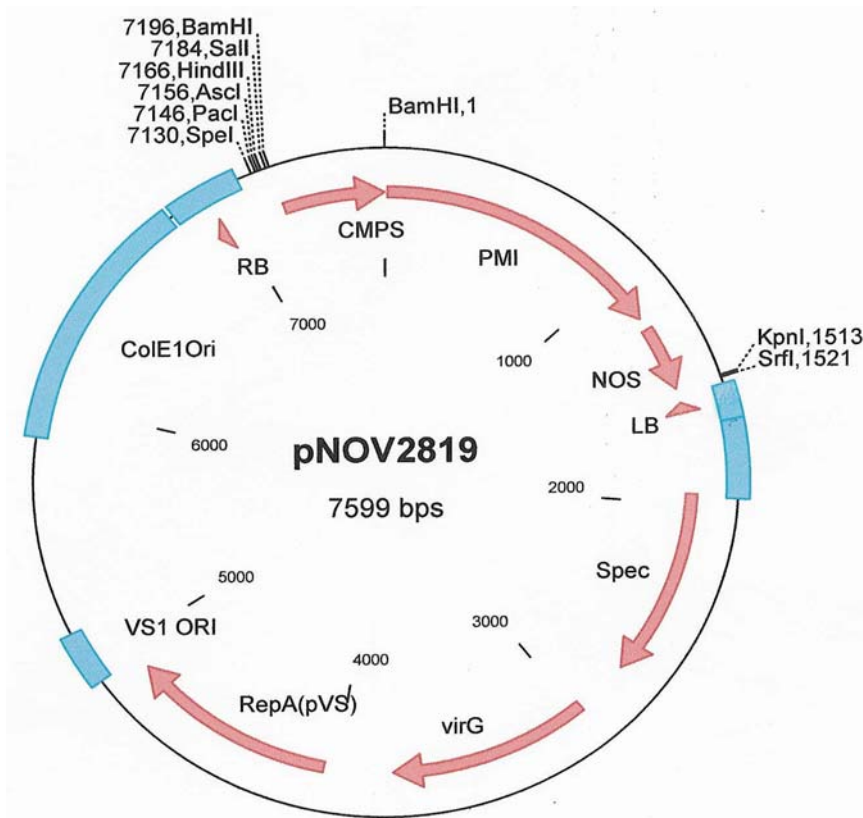 7196,BamHI
7184,SalI
7166,HindIII
7156,AscI
7146,PacI
7130,SpeI
BamHI,1
CMPS
PMI
RB
7000
1000
KpnI,1513
SrfI,1521
NOS
LB
ColE1Ori
6000
pNOV2819
7599 bps
2000
Spec
5000
VS1 ORI
3000
4000
RepA(pVS)
virG